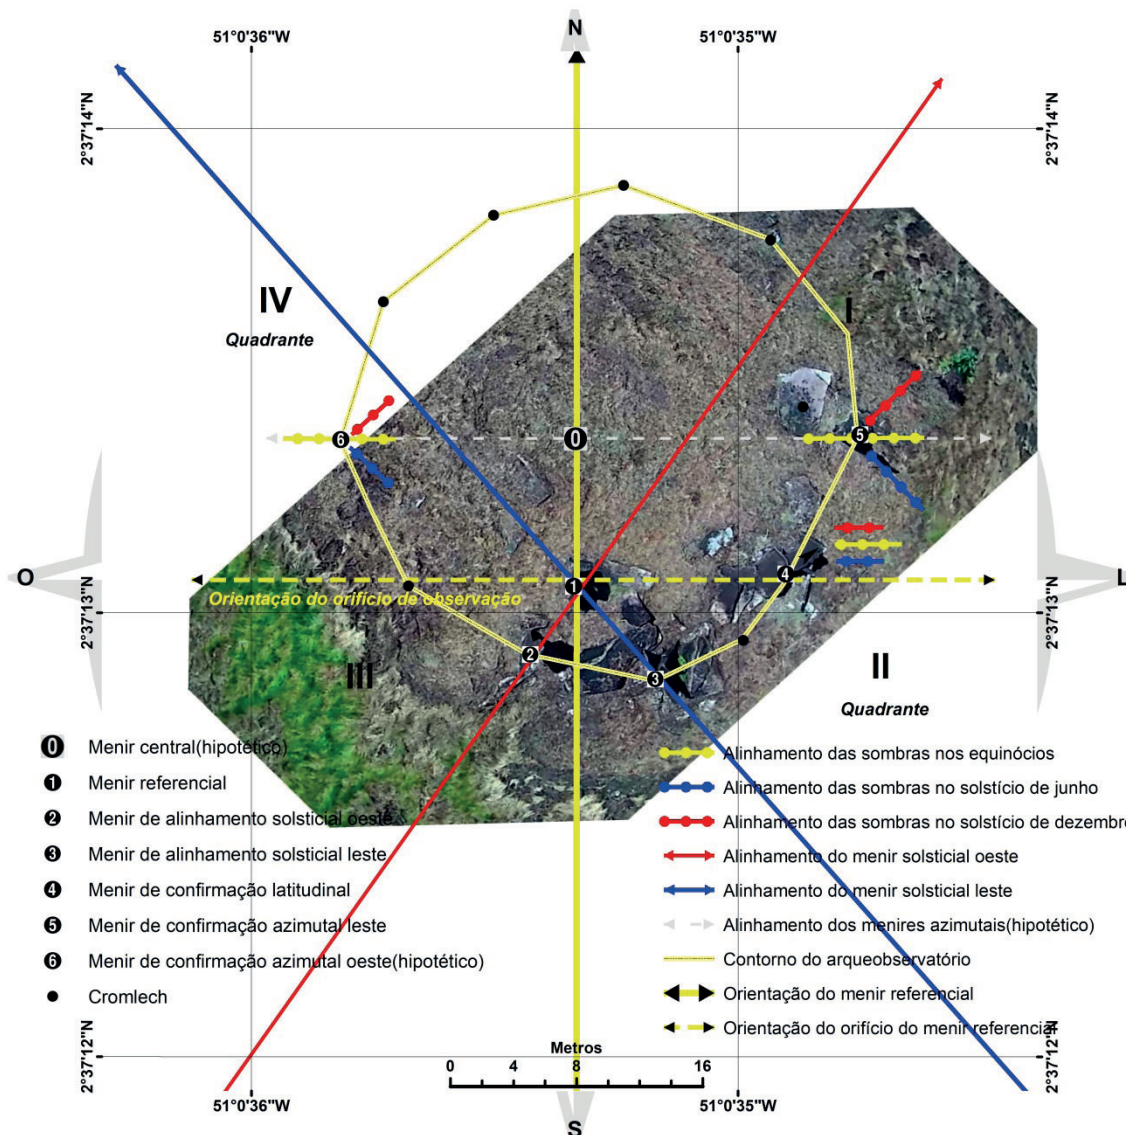 N
51°0'36"W
51°0'35"W
2°37'14"N
2°37'14"N
IV
Quadrante
I
0
6
5
4
O
L
1
Orientação do orifício de observação
2°37'13"N
2°37'13"N
2
3
III
II
Quadrante
0 Menir central(hipotético)
1 Menir referencial
2 Menir de alinhamento solsticial oeste
3 Menir de alinhamento solsticial leste
4 Menir de confirmação latitudinal
5 Menir de confirmação azimutal leste
6 Menir de confirmação azimutal oeste(hipotético)
Cromlech
Alinhamento das sombras nos equinócios
Alinhamento das sombras no solstício de junho
Alinhamento das sombras no solstício de dezembro
Alinhamento do menir solsticial oeste
Alinhamento do menir solsticial leste
Alinhamento dos menires azimutais(hipotético)
Contorno do arqueobservatório
Orientação do menir referencial
Orientação do orifício do menir referencial
2°37'12"N
2°37'12"N
Metros
0 4 8 16
51°0'36"W
51°0'35"W
S